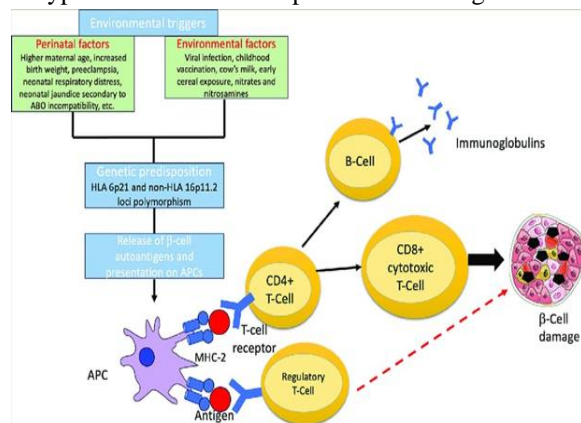 Environmental triggers
Perinatal factors
Higher maternal age, increased
birth weight, preeclampsia,
neonatal respiratory distress,
neonatal jaundice secondary to
ABO incompatibility, etc.
Environmental factors
Viral infection, childhood
vaccination, cow's milk, early
cereal exposure, nitrates and
nitrosamines
Genetic predisposition
HLA 6p21 and non-HLA 16p11.2
loci polymorphism
Release of β-cell
autoantigens and
presentation on APCs
B-Cell
Immunoglobulins
CD4+
T-Cell
CD8+
cytotoxic
T-Cell
β-Cell
damage
T-cell
receptor
MHC-2
APC
Antigen
Regulatory
T-Cell